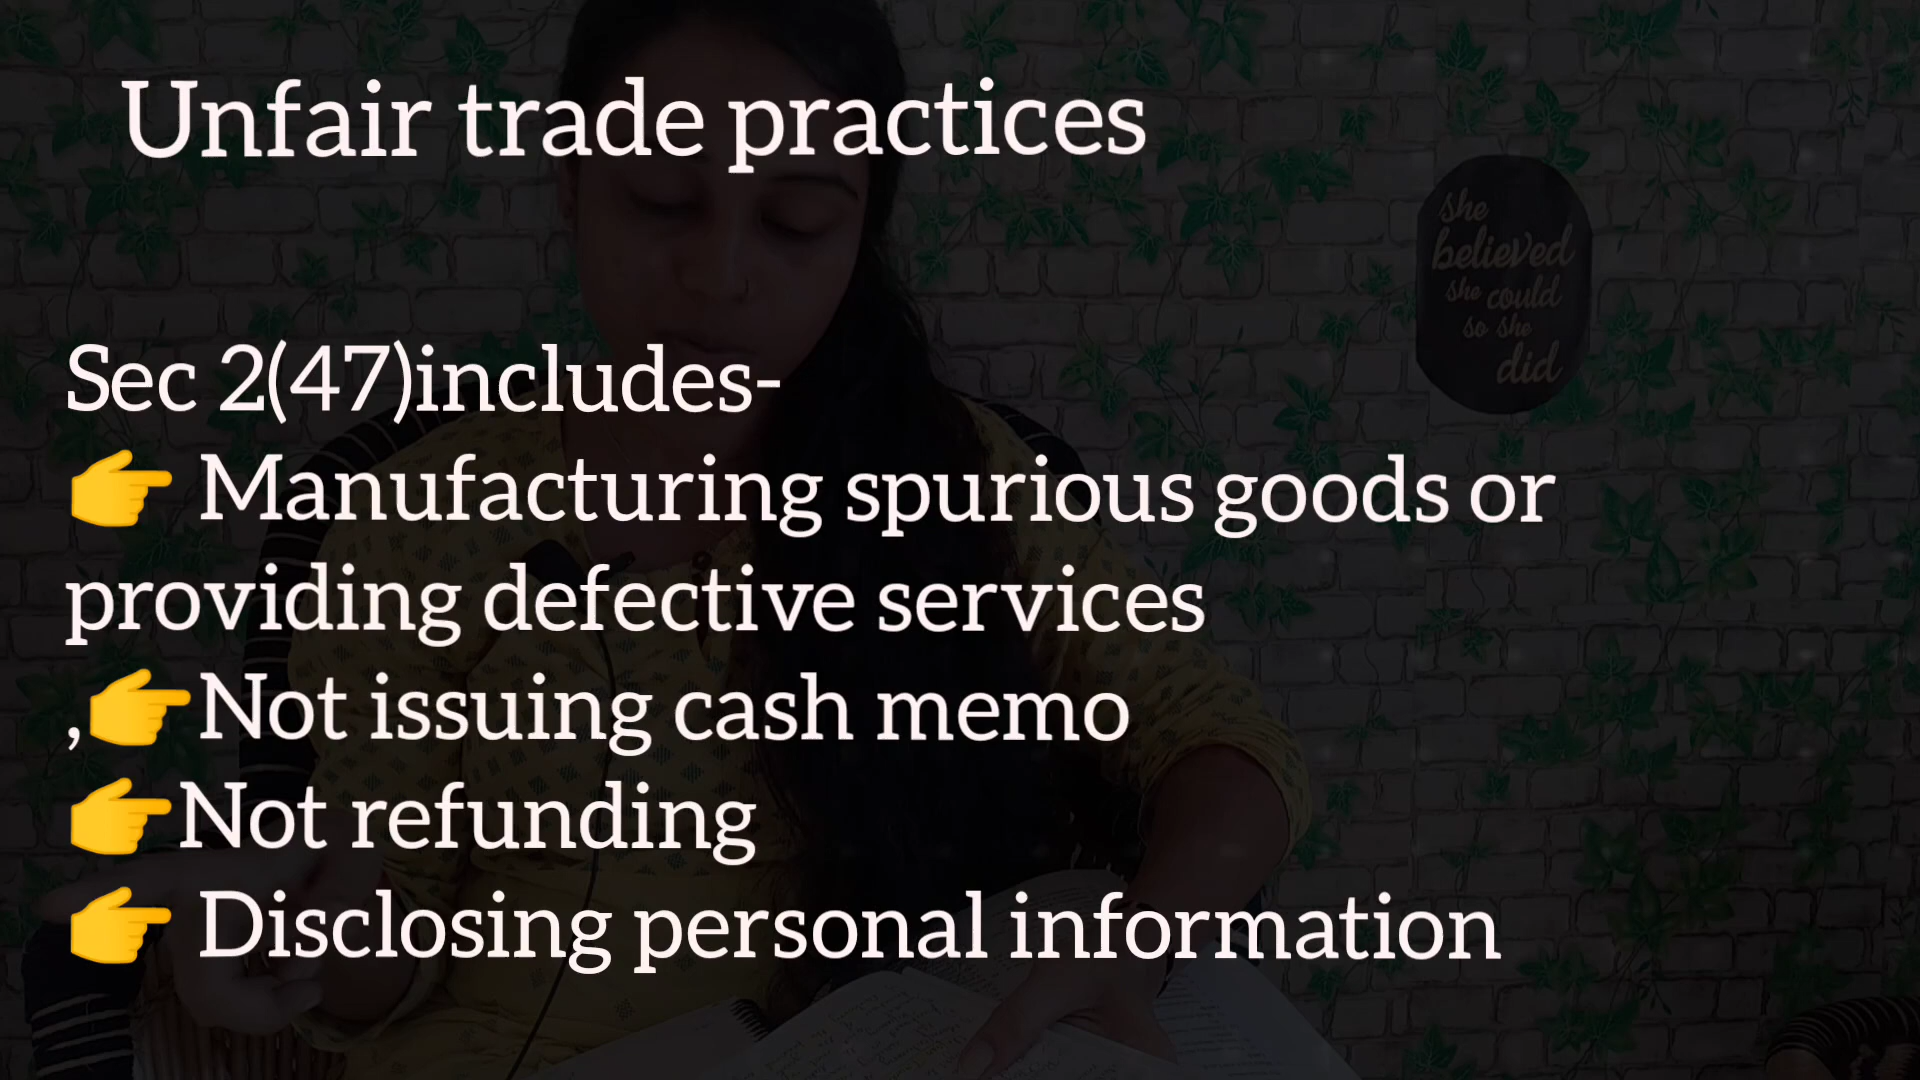 Unfair trade practices
she
believed
she could
so she
did
Sec 2(47)includes-
👉 Manufacturing spurious goods or
providing defective services
,👉Not issuing cash memo
👉Not refunding
👉 Disclosing personal information